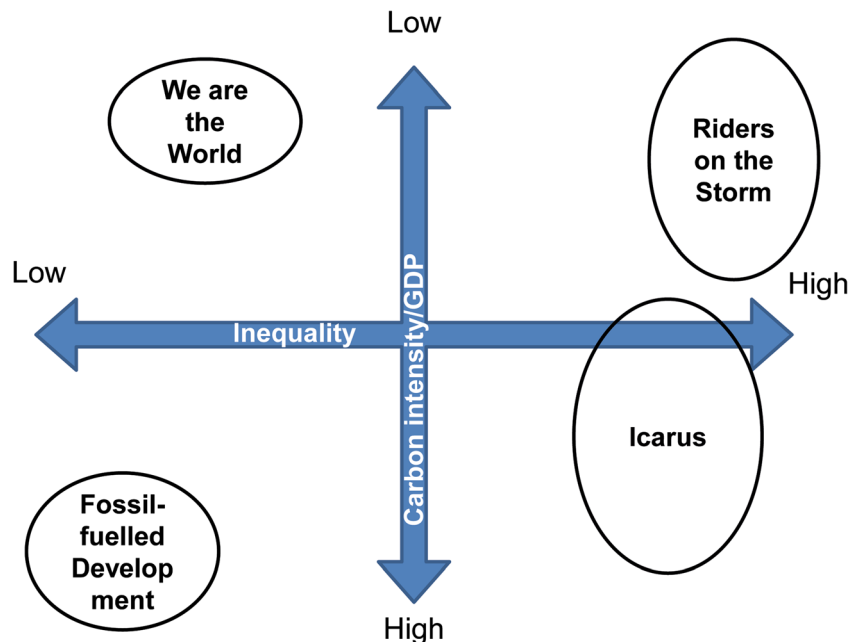 Low
We are
the
World
Riders
on the
Storm
Low
High
Inequality
Carbon intensity/GDP
Icarus
Fossil-
fuelled
Develop
ment
High